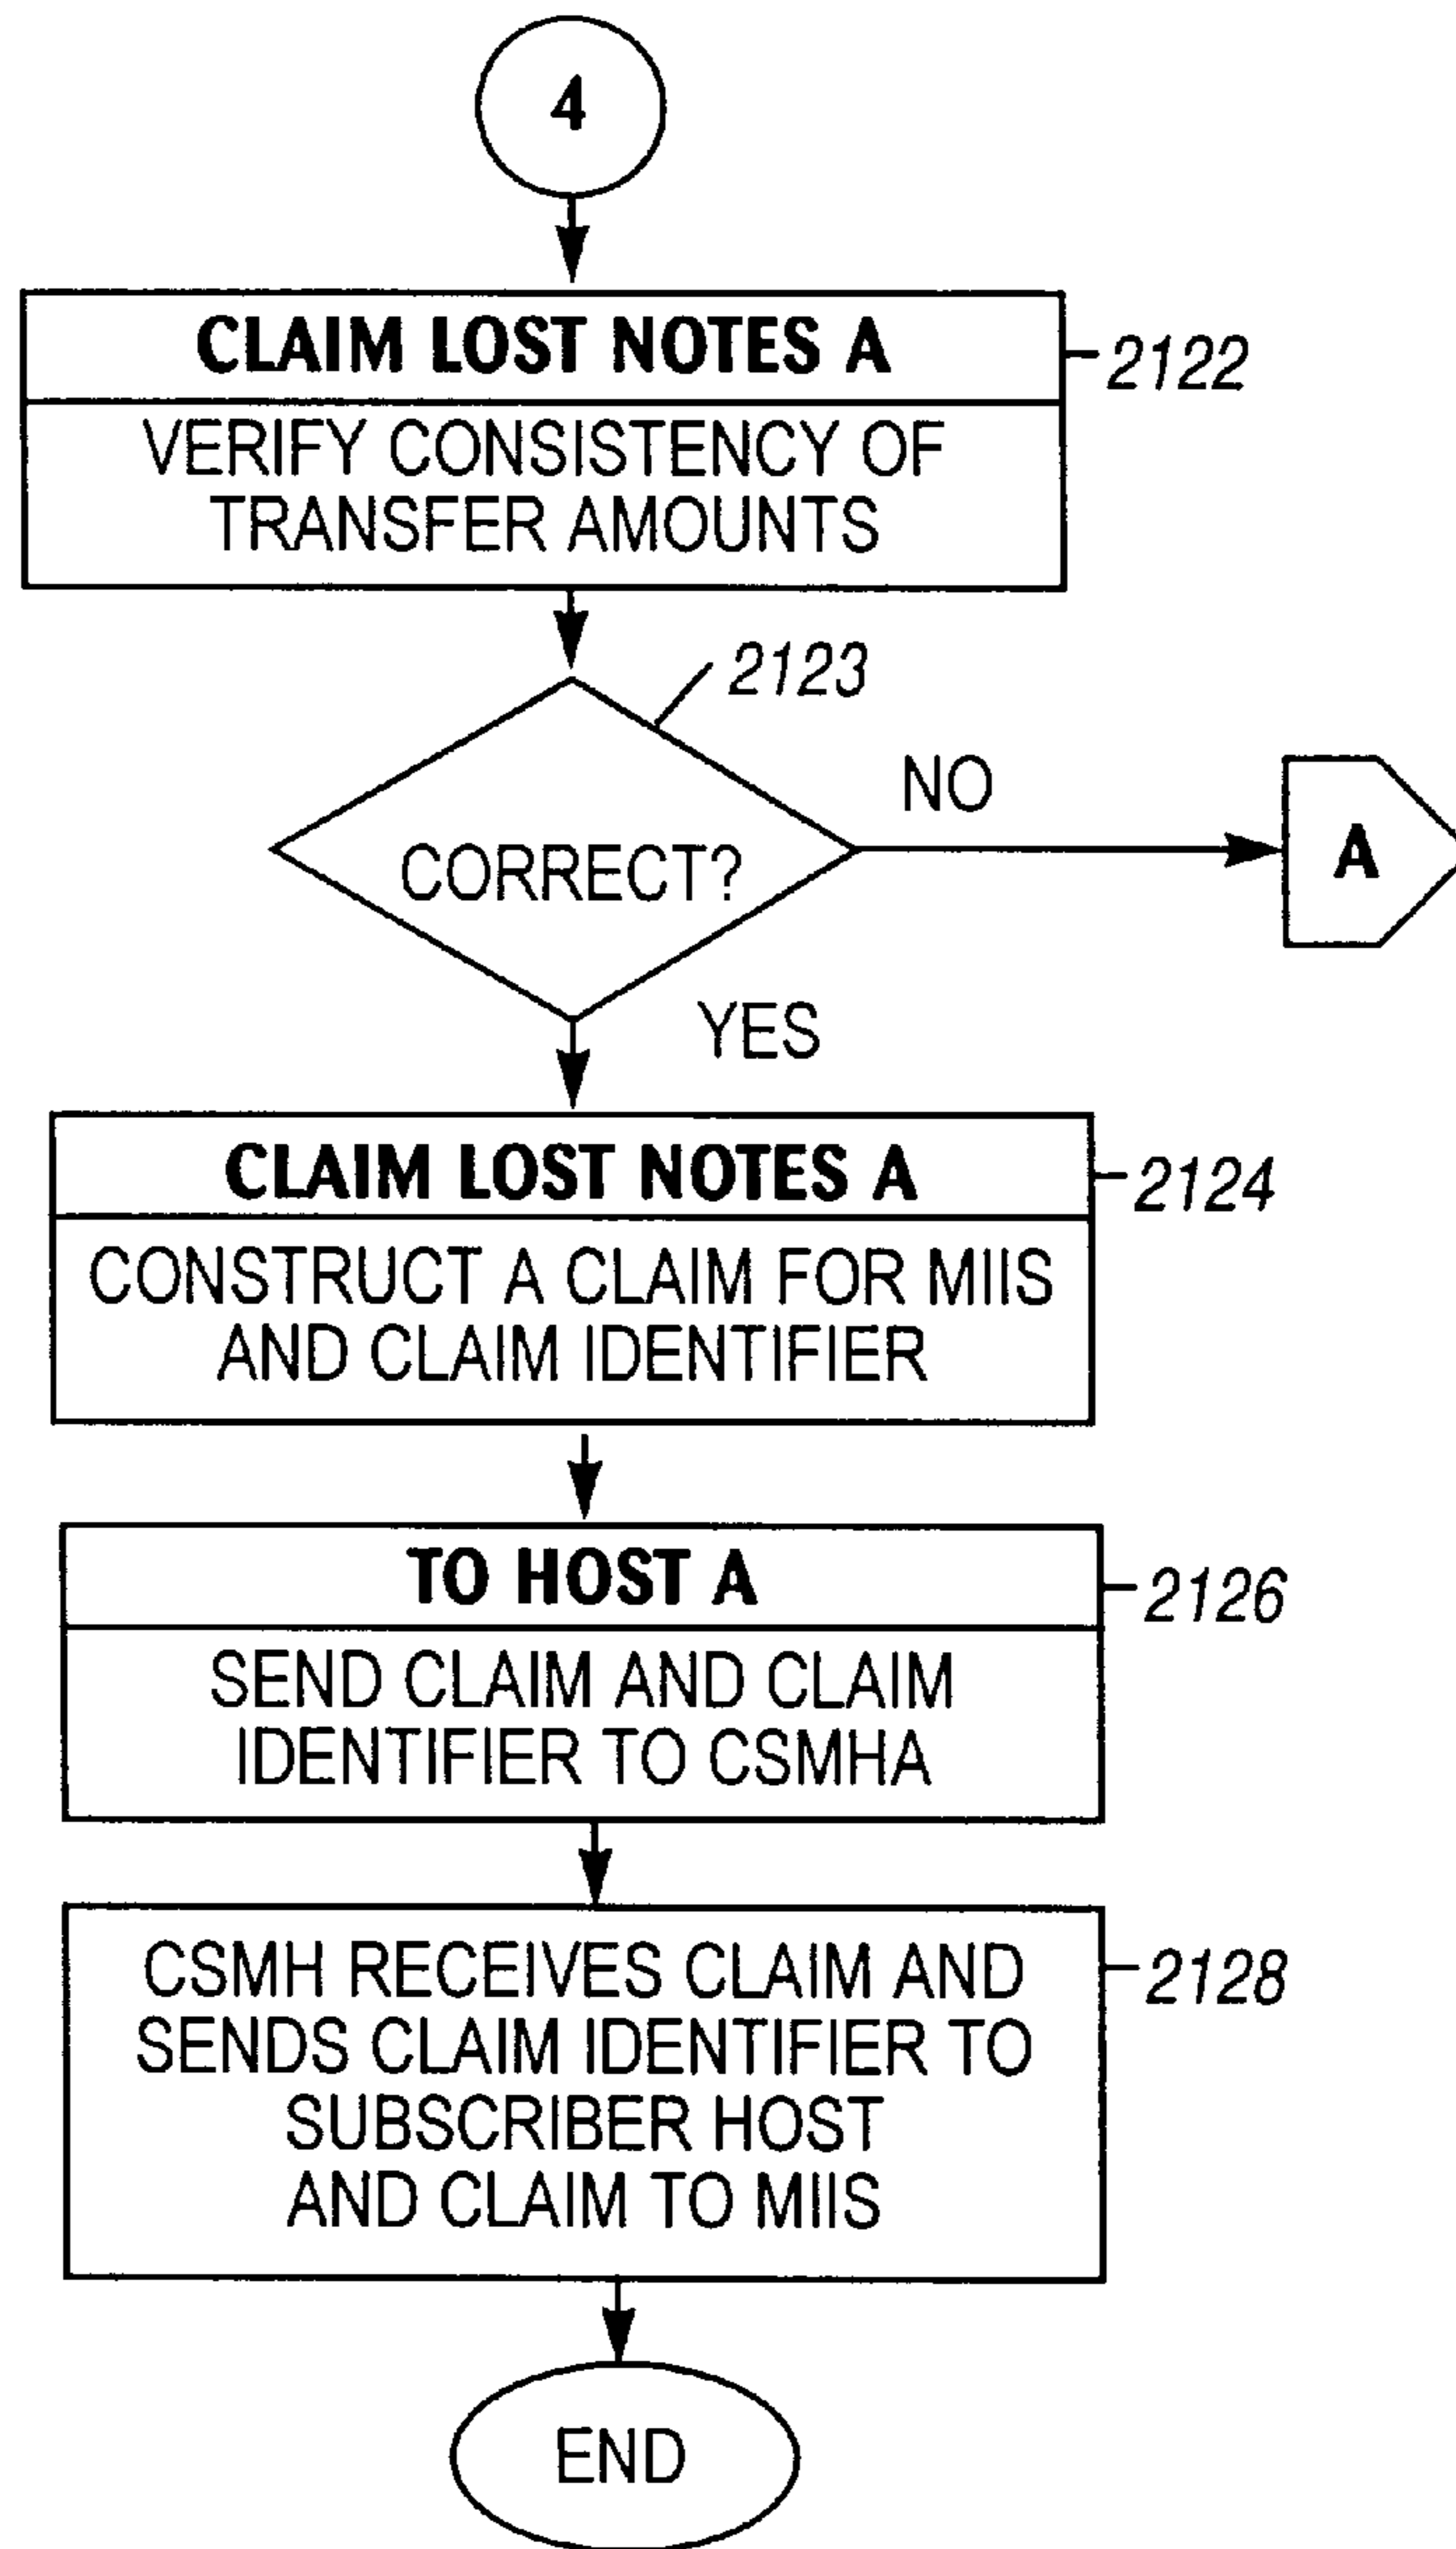 4
CLAIM LOST NOTES A
2122
VERIFY CONSISTENCY OF
TRANSFER AMOUNTS
2123
CORRECT?
NO
A
YES
CLAIM LOST NOTES A
2124
CONSTRUCT A CLAIM FOR MIIS
AND CLAIM IDENTIFIER
TO HOST A
2126
SEND CLAIM AND CLAIM
IDENTIFIER TO CSMHA
CSMH RECEIVES CLAIM AND
2128
SENDS CLAIM IDENTIFIER TO
SUBSCRIBER HOST
AND CLAIM TO MIIS
END